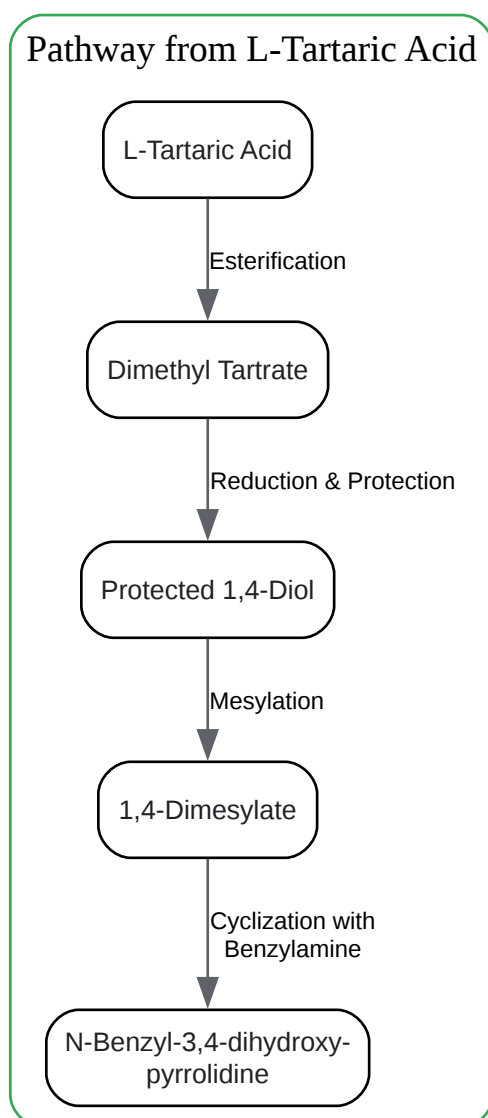 Pathway from L-Tartaric Acid
L-Tartaric Acid
Esterification
Dimethyl Tartrate
Reduction & Protection
Protected 1,4-Diol
Mesylation
1,4-Dimesylate
Cyclization with
Benzylamine
N-Benzyl-3,4-dihydroxy-
pyrrolidine